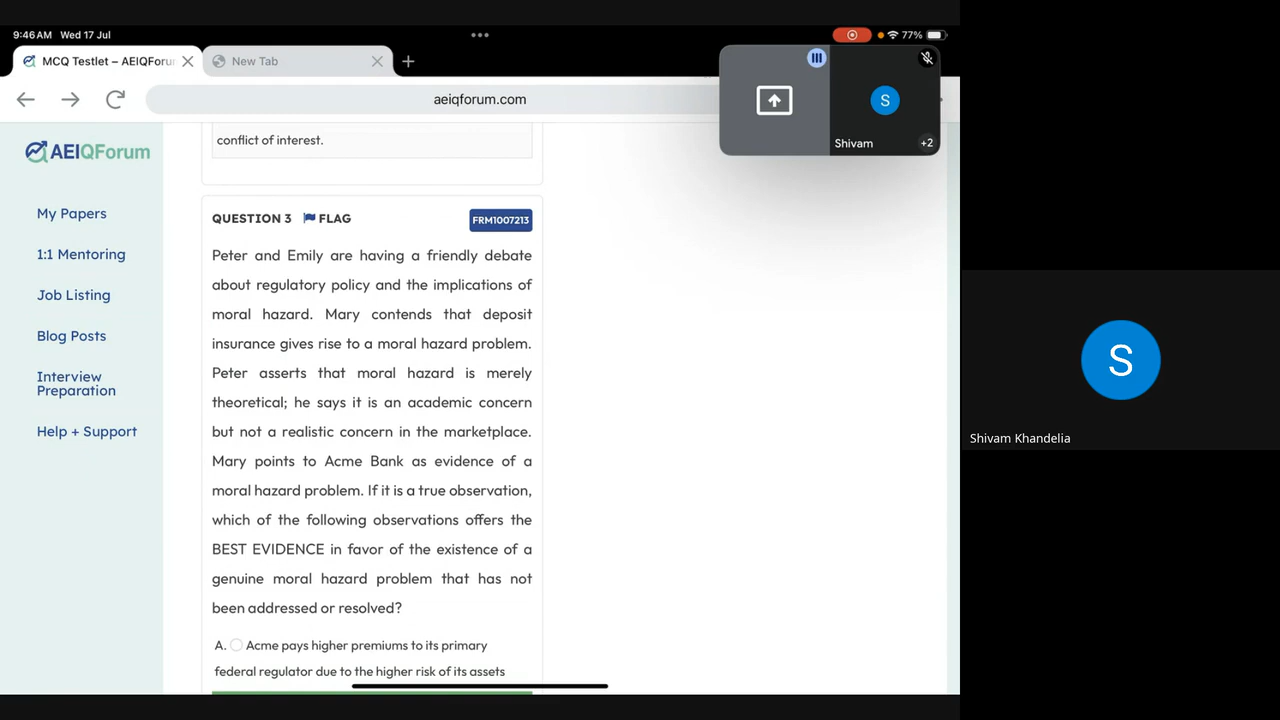 9:46 AM Wed 17 Jul
77%
MCQ Testlet – AEIQForu
New Tab
aeiqforum.com
S
Shivam
+2
AEIQForum
My Papers
1:1 Mentoring
Job Listing
Blog Posts
Interview
Preparation
Help + Support
conflict of interest.
QUESTION 3 FLAG
FRM1007213
Peter and Emily are having a friendly debate
about regulatory policy and the implications of
moral hazard. Mary contends that deposit
insurance gives rise to a moral hazard problem.
Peter asserts that moral hazard is merely
theoretical; he says it is an academic concern
but not a realistic concern in the marketplace.
Mary points to Acme Bank as evidence of a
moral hazard problem. If it is a true observation,
which of the following observations offers the
BEST EVIDENCE in favor of the existence of a
genuine moral hazard problem that has not
been addressed or resolved?
A. Acme pays higher premiums to its primary
federal regulator due to the higher risk of its assets
S
Shivam Khandelia